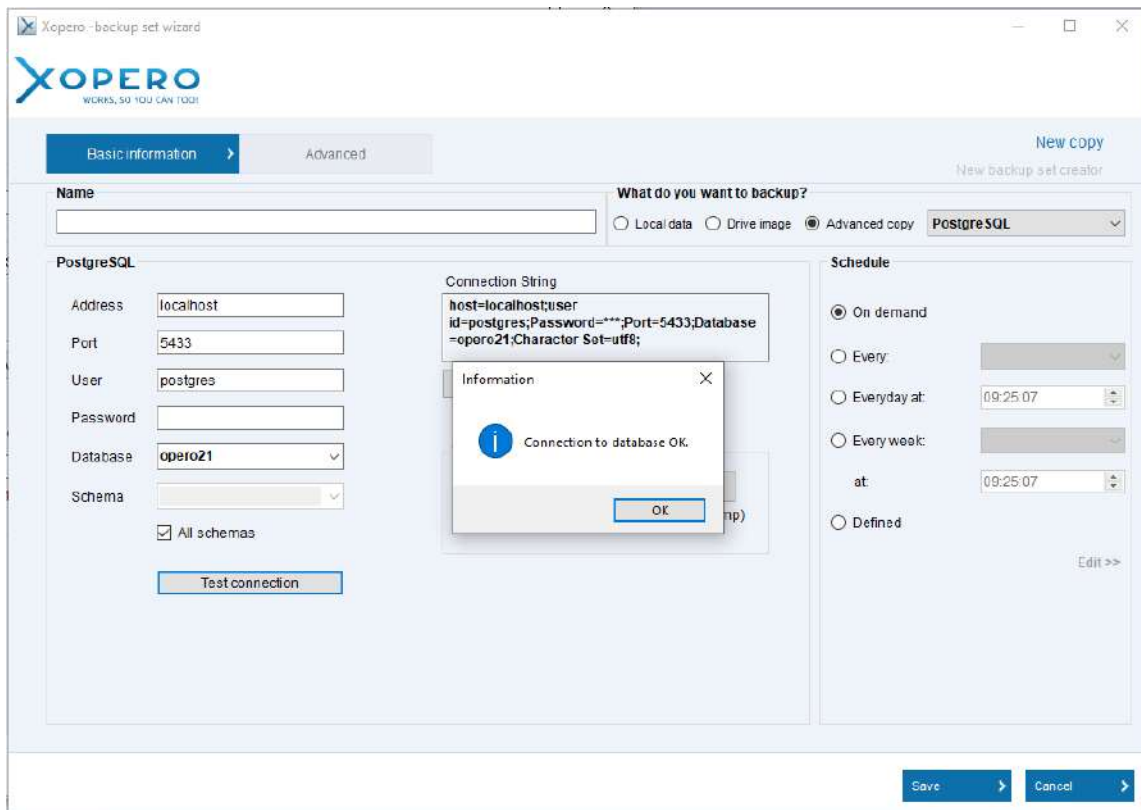 Xopero - backup set wizard
XOPERO
WORKS, SO YOU CAN TOO!
Basic information
Advanced
New copy
New backup set creator
Name
What do you want to backup?
Local data
Drive image
Advanced copy
PostgreSQL
PostgreSQL
Address
localhost
Port
5433
User
postgres
Password
Database
opero21
Schema
All schemas
Test connection
Connection String
host=localhost;user
id=postgres;Password=***;Port=5433;Database
=opero21;Character Set=utf8;
Information
Connection to database OK.
OK
mp)
Schedule
On demand
Every:
Everyday at:
09:25:07
Every week:
at:
09:25:07
Defined
Edit >>
Save
Cancel